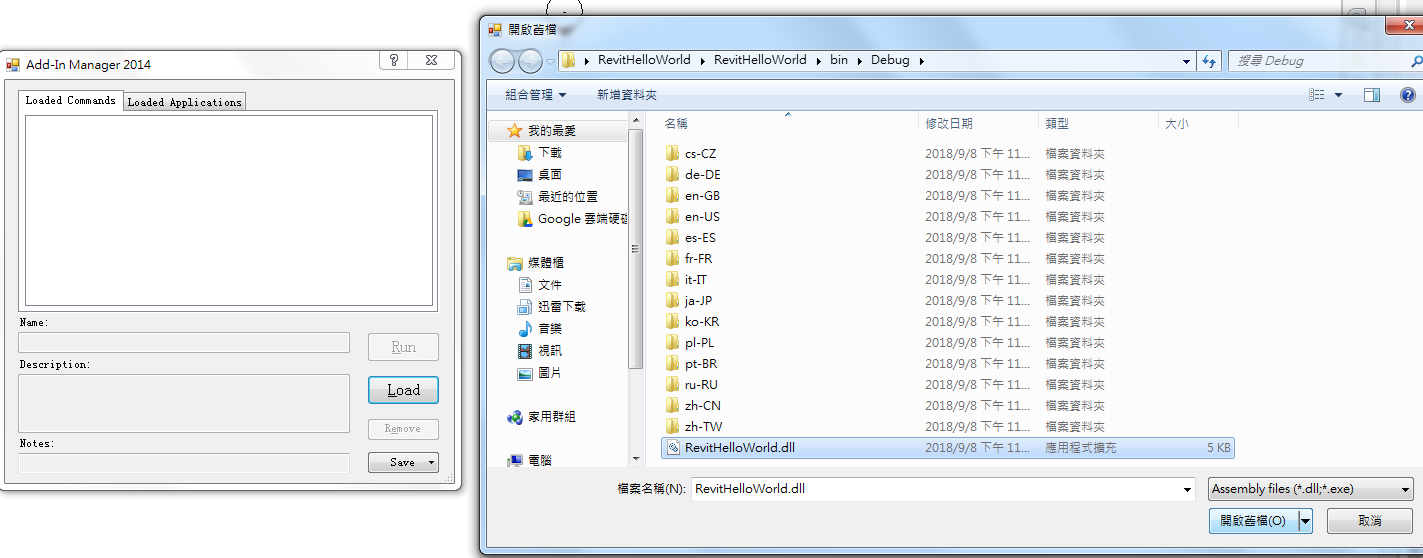 Add-In Manager 2014
Loaded Commands
Loaded Applications
Name:
Run
Description:
Load
Remove
Notes:
Save
開啟舊檔
RevitHelloWorld
RevitHelloWorld
bin
Debug
搜尋 Debug
組合管理
新增資料夾
我的最愛
下載
桌面
最近的位置
Google 雲端硬碟
媒體櫃
文件
迅雷下載
音樂
視訊
圖片
家用群組
電腦
名稱 修改日期 類型 大小
cs-CZ 2018/9/8 下午 11... 檔案資料夾
de-DE 2018/9/8 下午 11... 檔案資料夾
en-GB 2018/9/8 下午 11... 檔案資料夾
en-US 2018/9/8 下午 11... 檔案資料夾
es-ES 2018/9/8 下午 11... 檔案資料夾
fr-FR 2018/9/8 下午 11... 檔案資料夾
it-IT 2018/9/8 下午 11... 檔案資料夾
ja-JP 2018/9/8 下午 11... 檔案資料夾
ko-KR 2018/9/8 下午 11... 檔案資料夾
pl-PL 2018/9/8 下午 11... 檔案資料夾
pt-BR 2018/9/8 下午 11... 檔案資料夾
ru-RU 2018/9/8 下午 11... 檔案資料夾
zh-CN 2018/9/8 下午 11... 檔案資料夾
zh-TW 2018/9/8 下午 11... 檔案資料夾
RevitHelloWorld.dll 2018/9/8 下午 11... 應用程式擴充 5 KB
檔案名稱(N): RevitHelloWorld.dll
Assembly files (*.dll;*.exe)
開啟舊檔(O)
取消